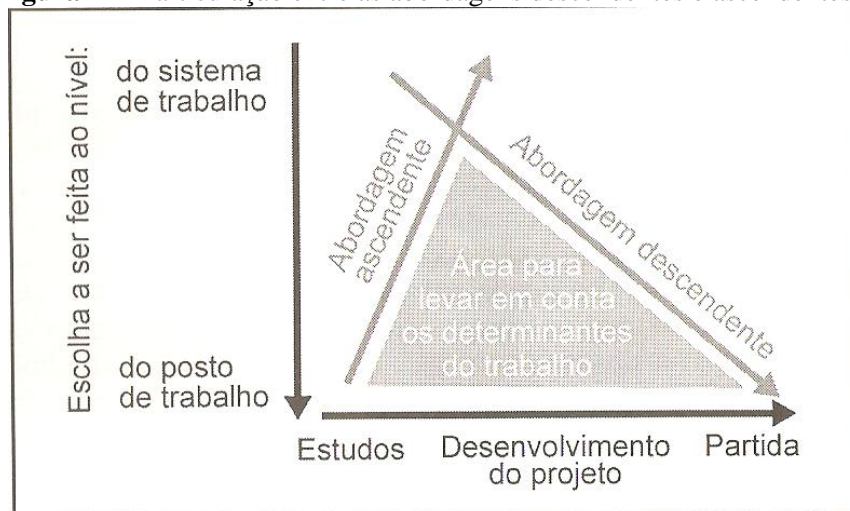 Escolha a ser feita ao nível:
do sistema
de trabalho
do posto
de trabalho
Abordagem
ascendente
Abordagem descendente
Área para
levar em conta
os determinantes
do trabalho
Estudos
Desenvolvimento
do projeto
Partida